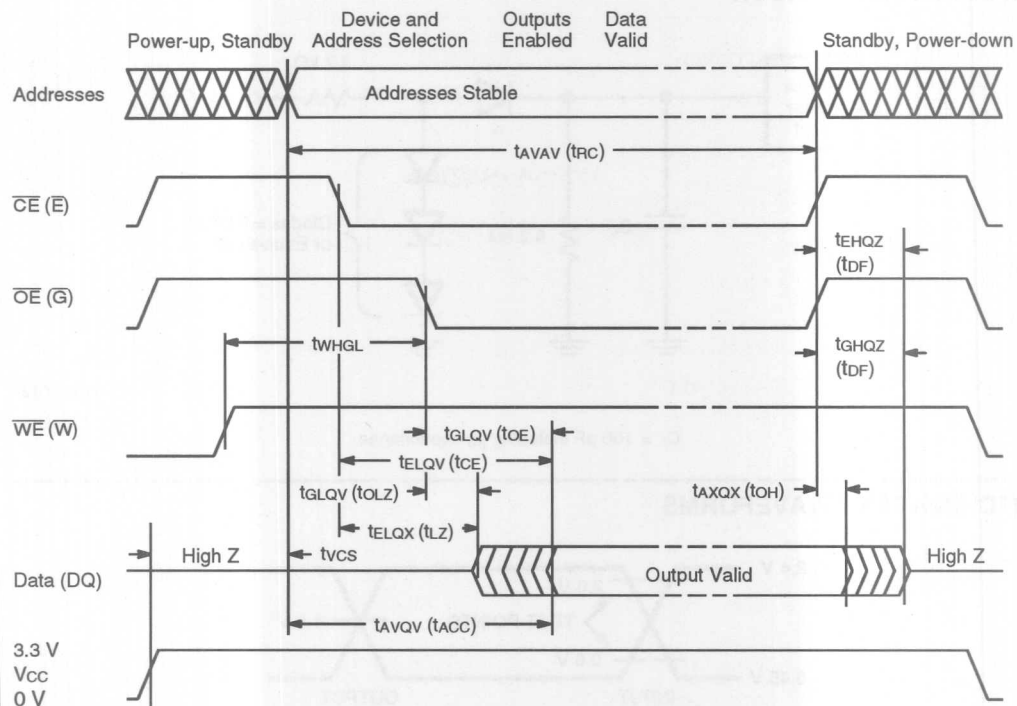 Device and
Address Selection
Outputs
Enabled
Data
Valid
Power-up, Standby
Standby, Power-down
Addresses
Addresses Stable
tAVAV (tRC)
CE (E)
tEHQZ
(tDF)
OE (G)
tWHGL
tGHQZ
(tDF)
WE (W)
tGLQV (tOE)
tELQV (tCE)
tGLQV (tOLZ)
tAXQX (tOH)
tELQX (tLZ)
High Z
tVCS
High Z
Data (DQ)
Output Valid
tAVQV (tACC)
3.3 V
VCC
0 V